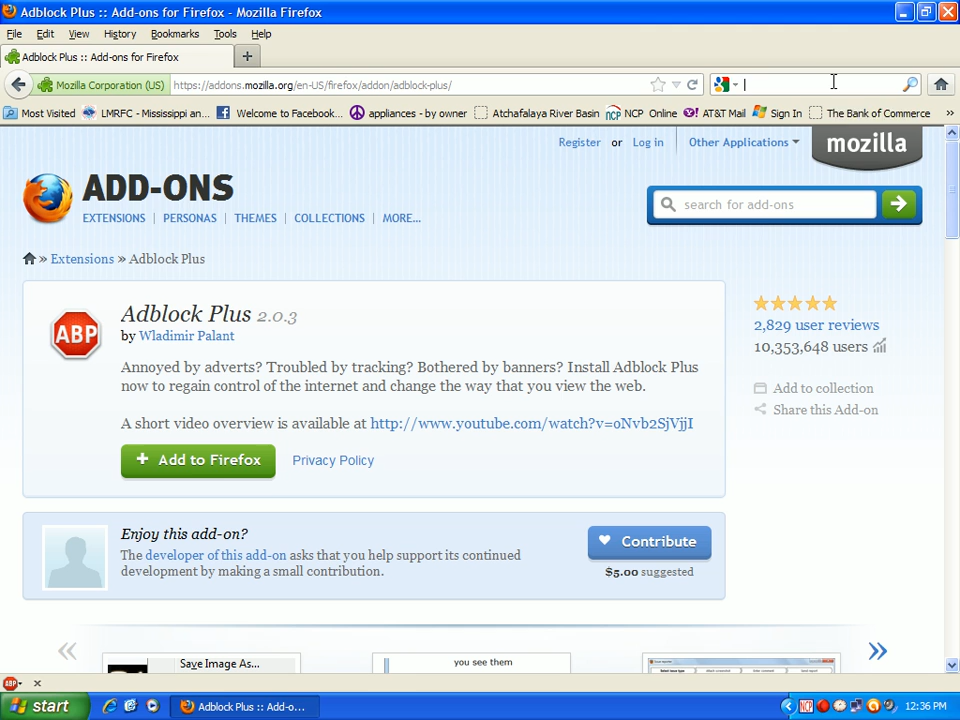 Adblock Plus :: Add-ons for Firefox - Mozilla Firefox
File Edit View History Bookmarks Tools Help
Adblock Plus :: Add-ons for Firefox +
Mozilla Corporation (US) https://addons.mozilla.org/en-US/firefox/addon/adblock-plus/
Most Visited LMRFC - Mississippi an... Welcome to Facebook... appliances - by owner Atchafalaya River Basin NCP NCP Online Y! AT&T Mail Sign In The Bank of Commerce »
Register or Log in Other Applications mozilla
ADD-ONS
EXTENSIONS | PERSONAS | THEMES | COLLECTIONS | MORE...
search for add-ons
» Extensions » Adblock Plus
ABP
Adblock Plus 2.0.3
by Wladimir Palant
Annoyed by adverts? Troubled by tracking? Bothered by banners? Install Adblock Plus
now to regain control of the internet and change the way that you view the web.
A short video overview is available at http://www.youtube.com/watch?v=oNvb2SjVjjI
+ Add to Firefox Privacy Policy
2,829 user reviews
10,353,648 users
Add to collection
Share this Add-on
Enjoy this add-on?
The developer of this add-on asks that you help support its continued
development by making a small contribution.
Contribute
$5.00 suggested
« »
Save Image As...
you see them
ABP
start Adblock Plus :: Add-o... NCP 12:36 PM